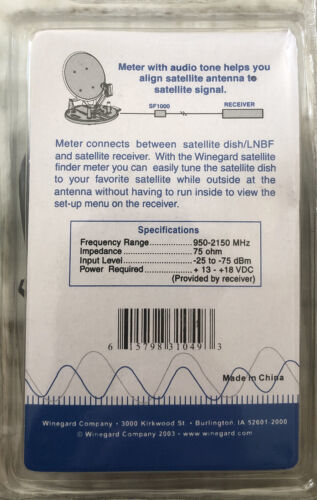 Meter with audio tone helps you
align satellite antenna to
satellite signal.
SF1000 RECEIVER
Meter connects between satellite dish/LNBF
and satellite receiver. With the Winegard satellite
finder meter you can easily tune the satellite dish
to your favorite satellite while outside at the
antenna without having to run inside to view the
set-up menu on the receiver.
Specifications
Frequency Range..............950-2150 MHz
Impedance........................75 ohm
Input Level.......................-25 to -75 dBm
Power Required................+ 13 - +18 VDC
(Provided by receiver)
6 15798 31049 3
Made in China
Winegard Company • 3000 Kirkwood St • Burlington, IA 52601-2000
© Winegard Company 2003 • www.winegard.com